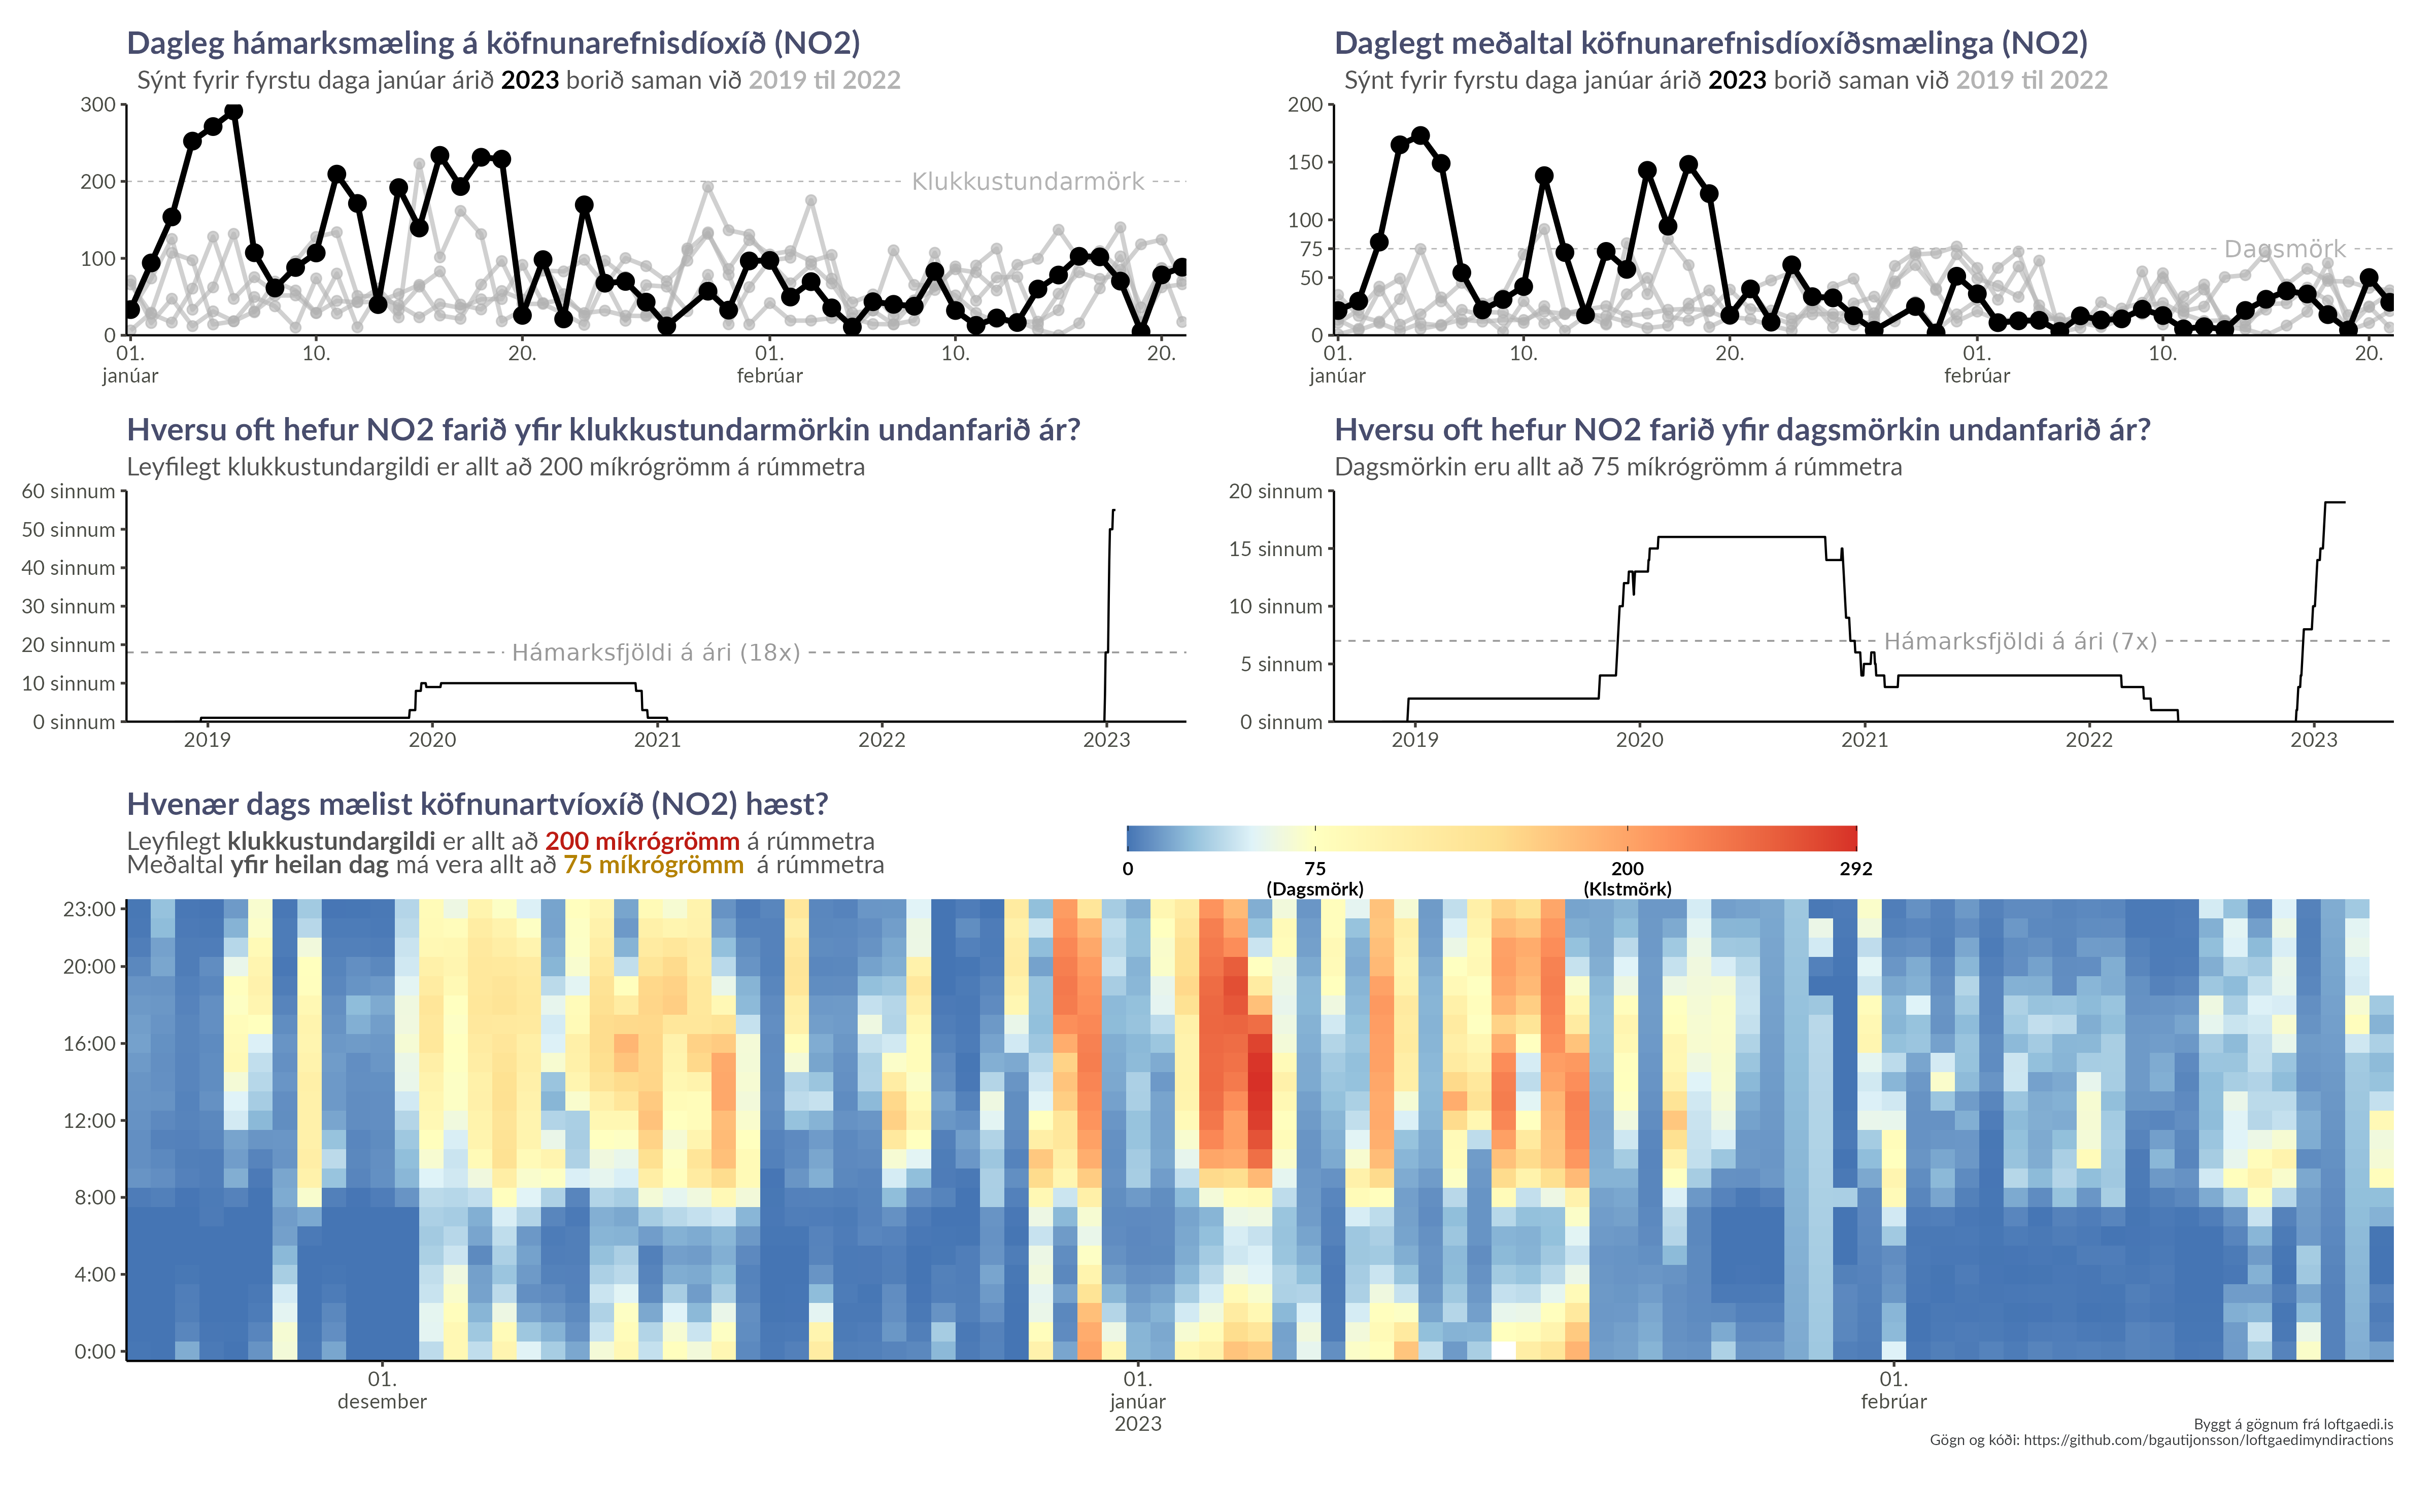 Dagleg hámarksmæling á köfnunarefnisdíoxíð (NO2)
Sýnt fyrir fyrstu daga janúar árið 2023 borið saman við 2019 til 2022
300
200
100
0
Klukkustundarmörk
01. 10. 20. 01. 10. 20.
janúar febrúar
Daglegt meðaltal köfnunarefnisdíoxíðsmælinga (NO2)
Sýnt fyrir fyrstu daga janúar árið 2023 borið saman við 2019 til 2022
200
150
100
75
50
0
Dagsmörk
01. 10. 20. 01. 10. 20.
janúar febrúar
Hversu oft hefur NO2 farið yfir klukkustundarmörkin undanfarið ár?
Leyfilegt klukkustundargildi er allt að 200 míkrógrömm á rúmmetra
60 sinnum
50 sinnum
40 sinnum
30 sinnum
20 sinnum
10 sinnum
0 sinnum
Hámarksfjöldi á ári (18x)
2019 2020 2021 2022 2023
Hversu oft hefur NO2 farið yfir dagsmörkin undanfarið ár?
Dagsmörkin eru allt að 75 míkrógrömm á rúmmetra
20 sinnum
15 sinnum
10 sinnum
5 sinnum
0 sinnum
Hámarksfjöldi á ári (7x)
2019 2020 2021 2022 2023
Hvenær dags mælist köfnunartvíoxíð (NO2) hæst?
Leyfilegt klukkustundargildi er allt að 200 míkrógrömm á rúmmetra
Meðaltal yfir heilan dag má vera allt að 75 míkrógrömm á rúmmetra
0 75 200 292
(Dagsmörk) (Klstmörk)
23:00
20:00
16:00
12:00
8:00
4:00
0:00
01. 01. 01.
desember janúar febrúar
2023
Byggt á gögnum frá loftgaedi.is
Gögn og kóði: https://github.com/bgautijonsson/loftgaedimyndiractions